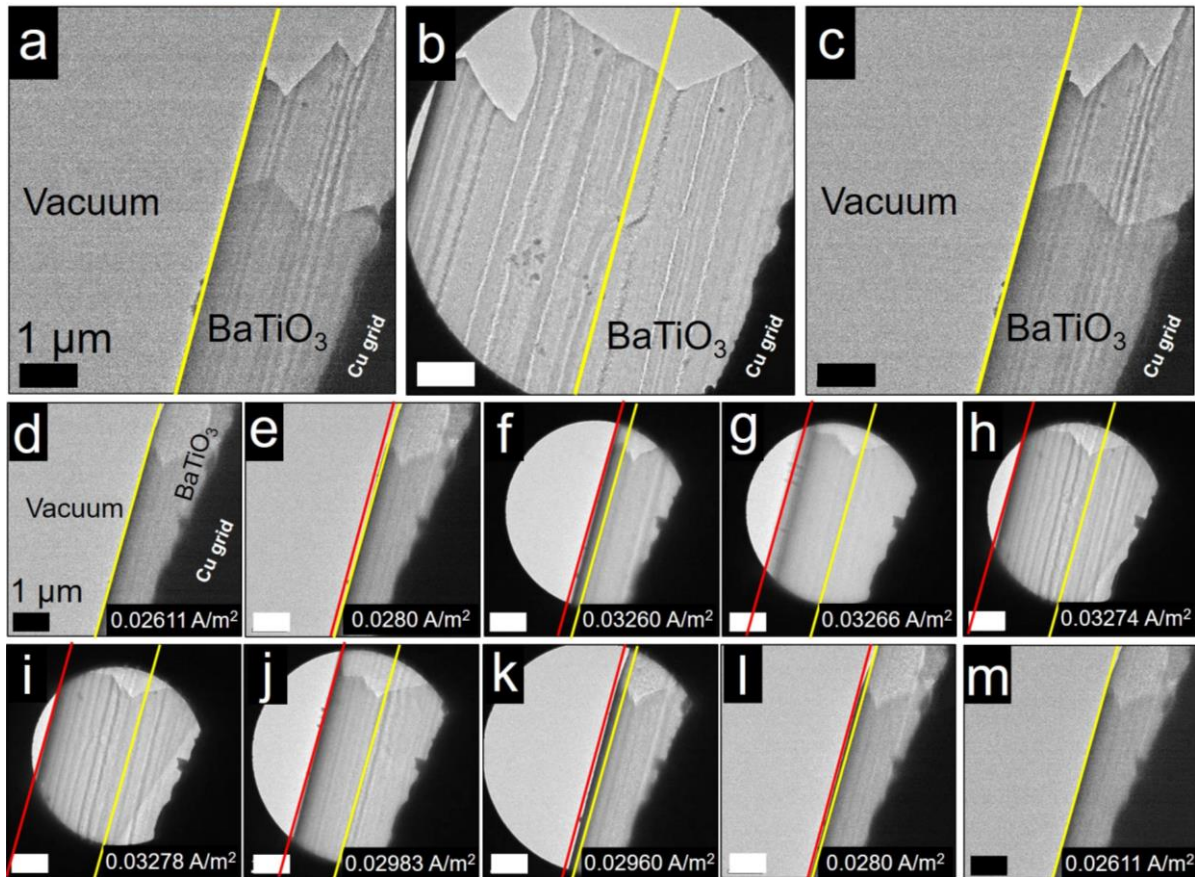 a
b
c
Vacuum
BaTiO₃
Cu grid
1 μm
BaTiO₃
Cu grid
Vacuum
BaTiO₃
Cu grid
d
e
f
g
h
Vacuum
BaTiO₃
Cu grid
1 μm
0.02611 A/m²
0.0280 A/m²
0.03260 A/m²
0.03266 A/m²
0.03274 A/m²
i
j
k
l
m
0.03278 A/m²
0.02983 A/m²
0.02960 A/m²
0.0280 A/m²
0.02611 A/m²